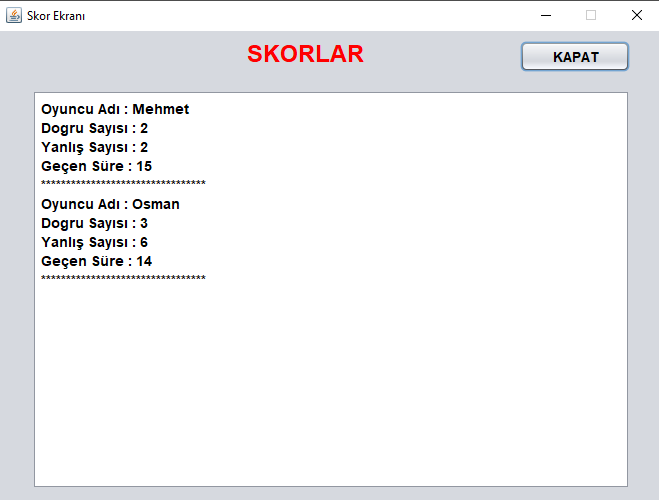 Skor Ekranı
SKORLAR
KAPAT
Oyuncu Adı : Mehmet
Dogru Sayısı : 2
Yanlış Sayısı : 2
Geçen Süre : 15
*********************************
Oyuncu Adı : Osman
Dogru Sayısı : 3
Yanlış Sayısı : 6
Geçen Süre : 14
*********************************